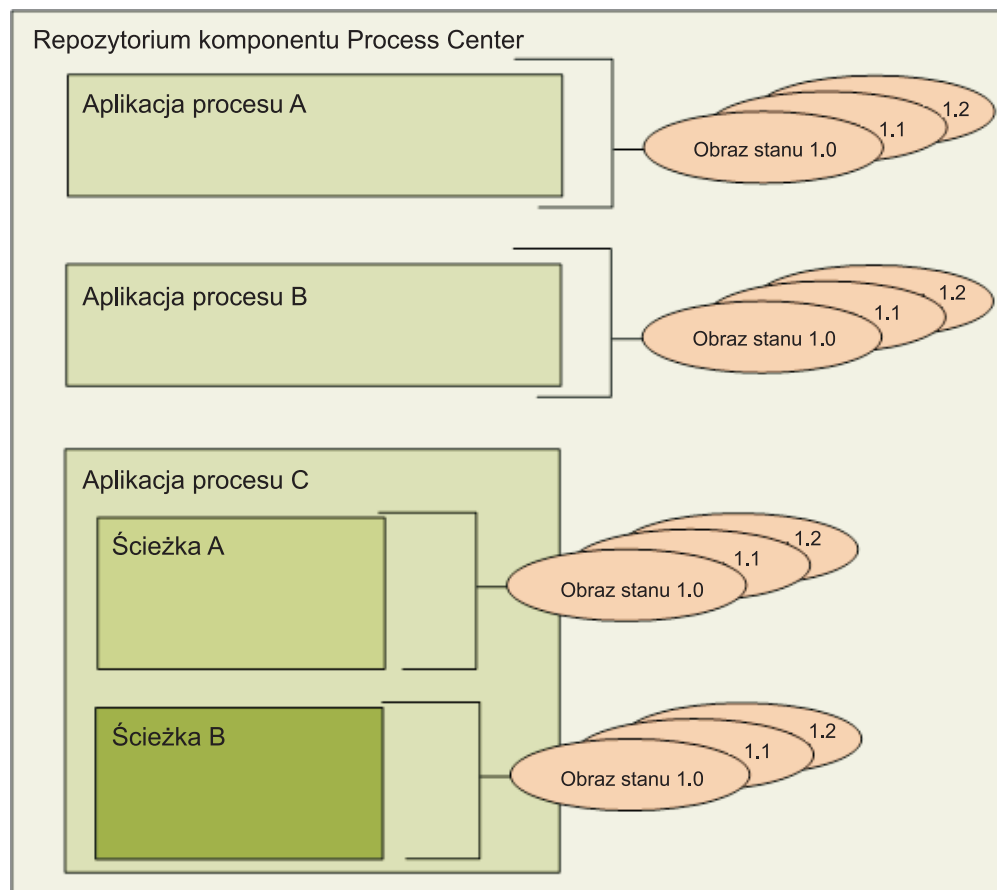 Repozytorium komponentu Process Center
Aplikacja procesu A
1.2
1.1
Obraz stanu 1.0
Aplikacja procesu B
1.2
1.1
Obraz stanu 1.0
Aplikacja procesu C
Ścieżka A
1.2
1.1
Obraz stanu 1.0
Ścieżka B
1.2
1.1
Obraz stanu 1.0